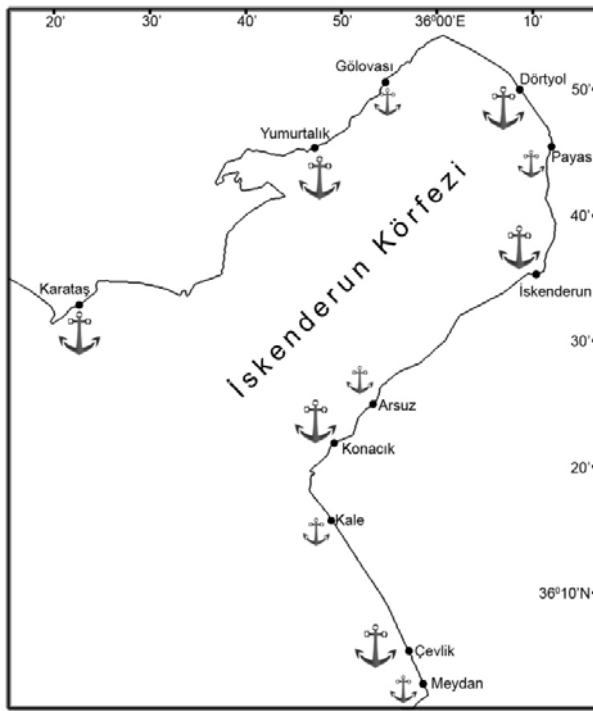 20' 30' 40' 50' 36⁰00'E 10'
Gölovası
Dörtyol
50'
Yumurtalık
Payas
40'
İskenderun Körfezi
Karataş
İskenderun
30'
Arsuz
Konacık
20'
Kale
36⁰10'N
Çevlik
Meydan